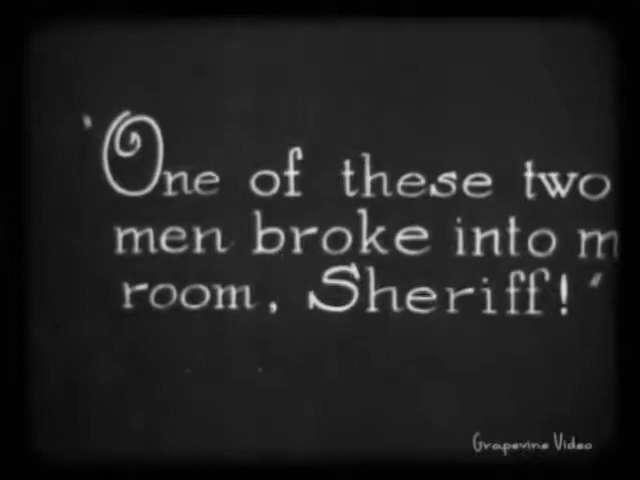 "One of these two
men broke into m
room, Sheriff!"
Grapevine Video